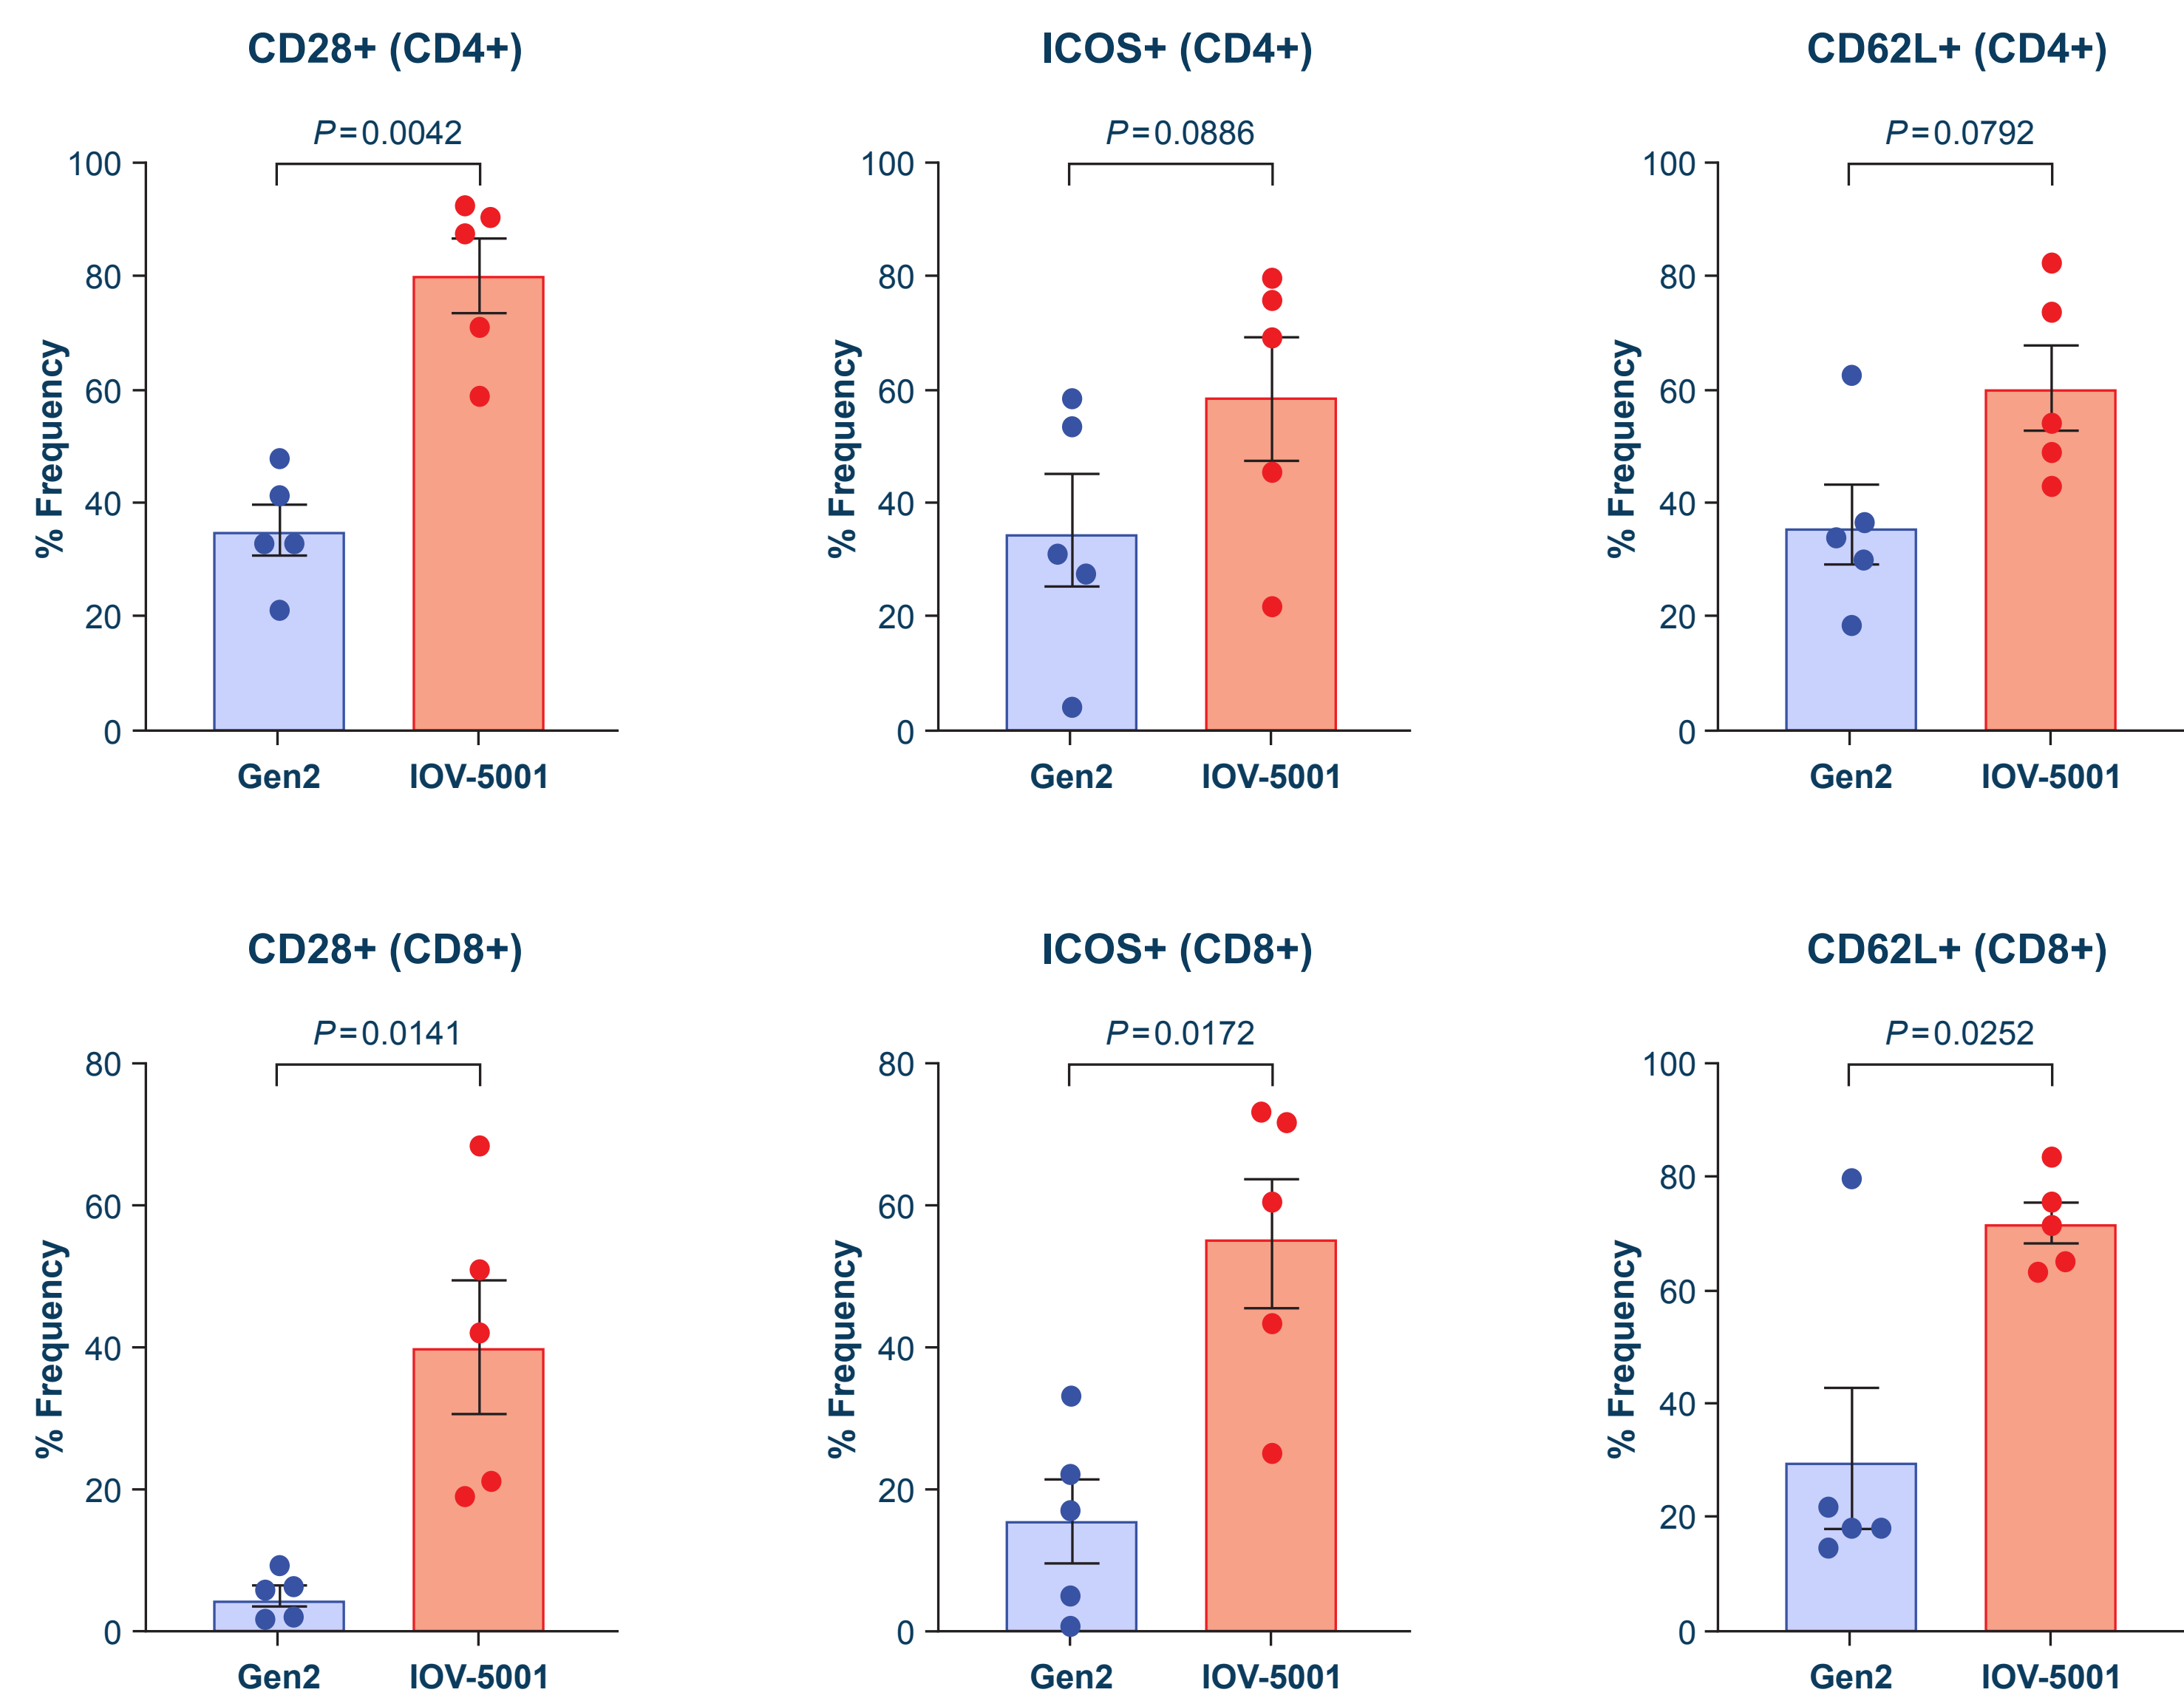 CD28+ (CD4+)
P=0.0042
100
80
60
40
20
0
% Frequency
Gen2
IOV-5001
ICOS+ (CD4+)
P=0.0886
100
80
60
40
20
0
% Frequency
Gen2
IOV-5001
CD62L+ (CD4+)
P=0.0792
100
80
60
40
20
0
% Frequency
Gen2
IOV-5001
CD28+ (CD8+)
P=0.0141
80
60
40
20
0
% Frequency
Gen2
IOV-5001
ICOS+ (CD8+)
P=0.0172
80
60
40
20
0
% Frequency
Gen2
IOV-5001
CD62L+ (CD8+)
P=0.0252
100
80
60
40
20
0
% Frequency
Gen2
IOV-5001